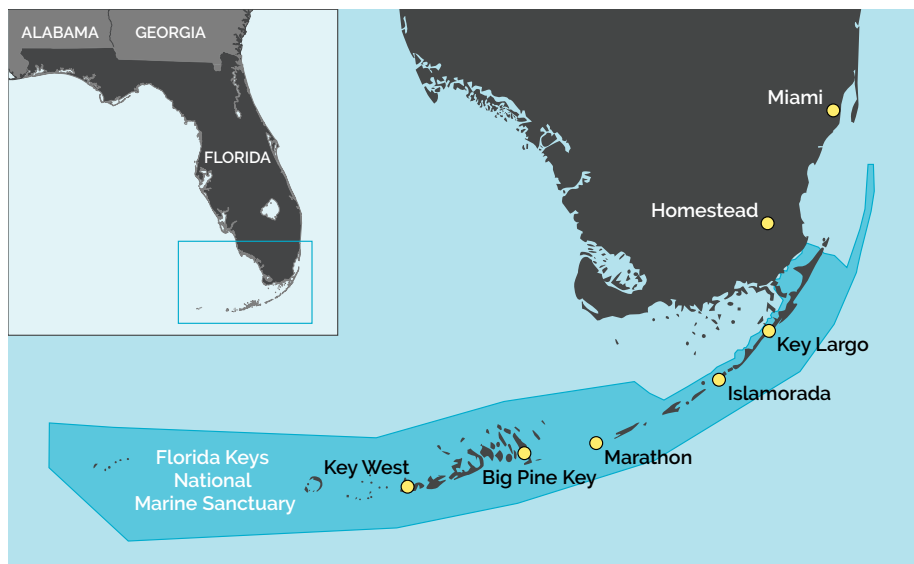 ALABAMA
GEORGIA
FLORIDA
Miami
Homestead
Key Largo
Islamorada
Marathon
Big Pine Key
Key West
Florida Keys
National
Marine Sanctuary